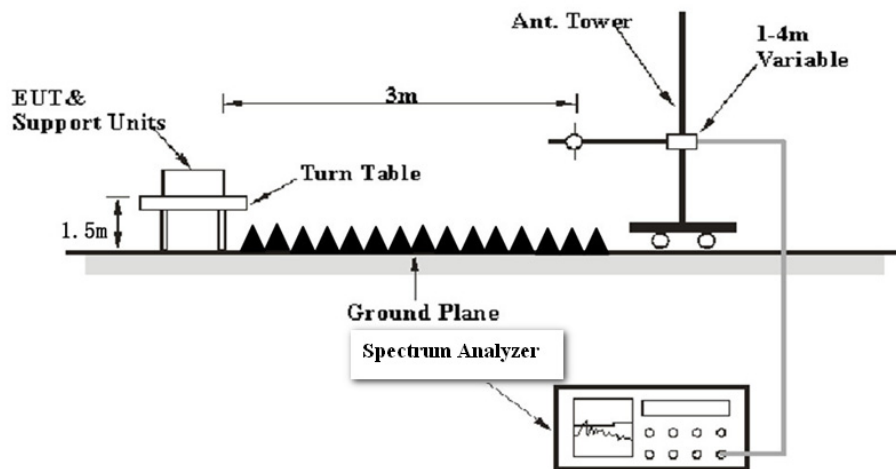 Ant. Tower
1-4m
Variable
3m
EUT &
Support Units
Turn Table
1.5m
Ground Plane
Spectrum Analyzer